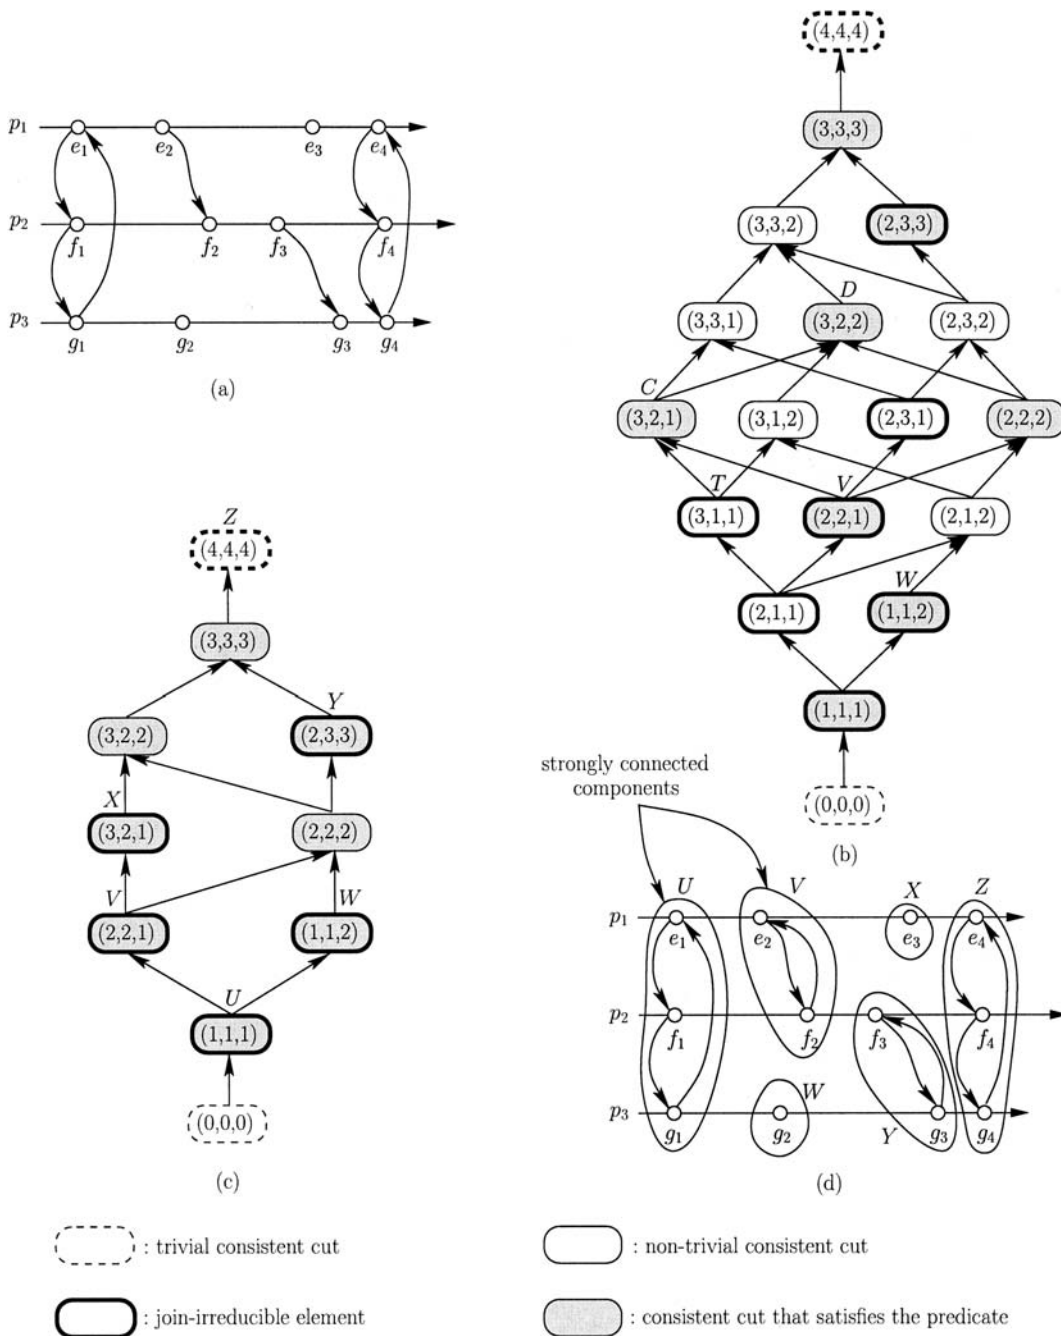 p1 e1 e2 e3 e4
p2 f1 f2 f3 f4
p3 g1 g2 g3 g4
(a)
(4,4,4)
(3,3,3)
(3,3,2) (2,3,3)
D
(3,3,1) (3,2,2) (2,3,2)
C
(3,2,1) (3,1,2) (2,3,1) (2,2,2)
T V
(3,1,1) (2,2,1) (2,1,2)
W
(2,1,1) (1,1,2)
(1,1,1)
(0,0,0)
(b)
Z
(4,4,4)
(3,3,3)
Y
(3,2,2) (2,3,3)
X
(3,2,1) (2,2,2)
V W
(2,2,1) (1,1,2)
U
(1,1,1)
(0,0,0)
(c)
strongly connected
components
U V X Z
p1 e1 e2 e3 e4
p2 f1 f2 f3 f4
W
p3 g1 g2 Y g3 g4
(d)
: trivial consistent cut
: non-trivial consistent cut
: join-irreducible element
: consistent cut that satisfies the predicate